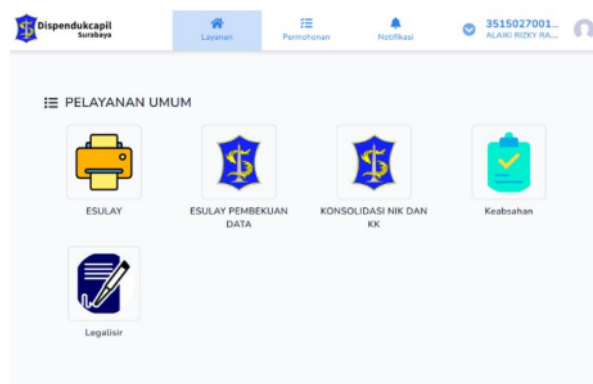 Dispendukcapil
Surabaya
Layanan
Permohonan
Notifikasi
3515027001...
ALAIKI RIZKY RA...
PELAYANAN UMUM
ESULAY
ESULAY PEMBEKUAN
DATA
KONSOLIDASI NIK DAN
KK
Keabsahan
Legalisir